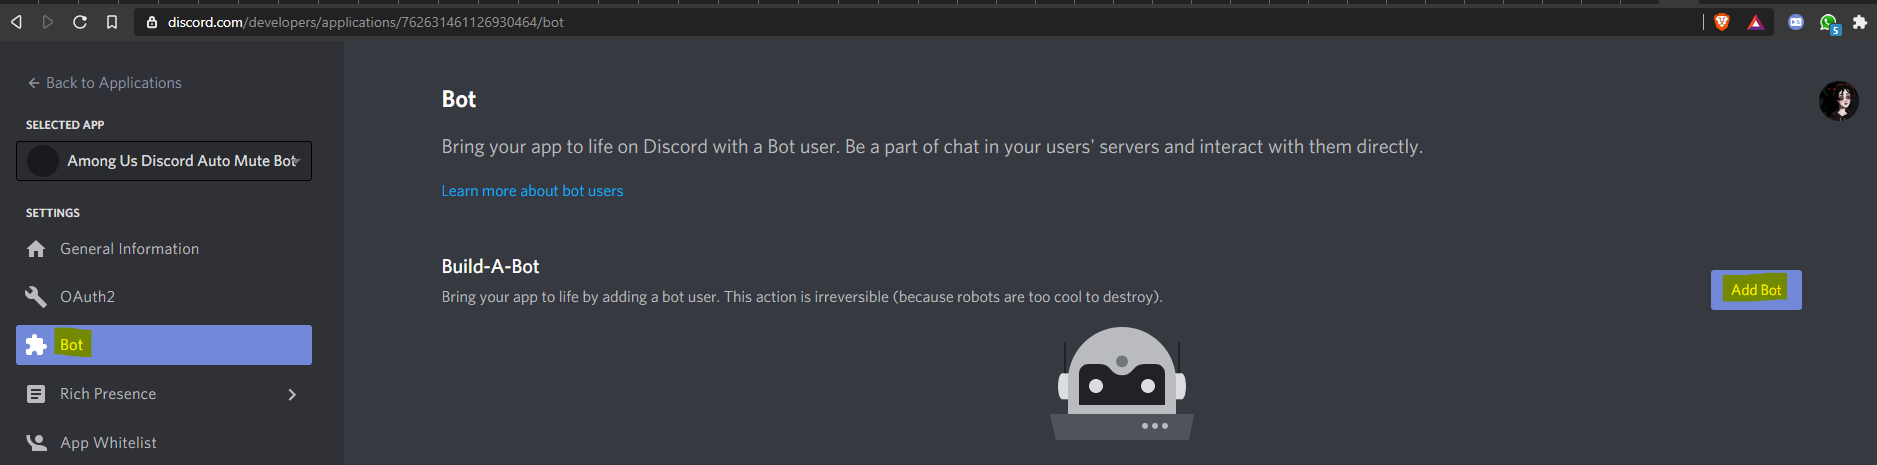 discord.com/developers/applications/762631461126930464/bot
5
← Back to Applications
SELECTED APP
Among Us Discord Auto Mute Bot
SETTINGS
General Information
OAuth2
Bot
Rich Presence
App Whitelist
Bot
Bring your app to life on Discord with a Bot user. Be a part of chat in your users' servers and interact with them directly.
Learn more about bot users
Build-A-Bot
Bring your app to life by adding a bot user. This action is irreversible (because robots are too cool to destroy).
Add Bot